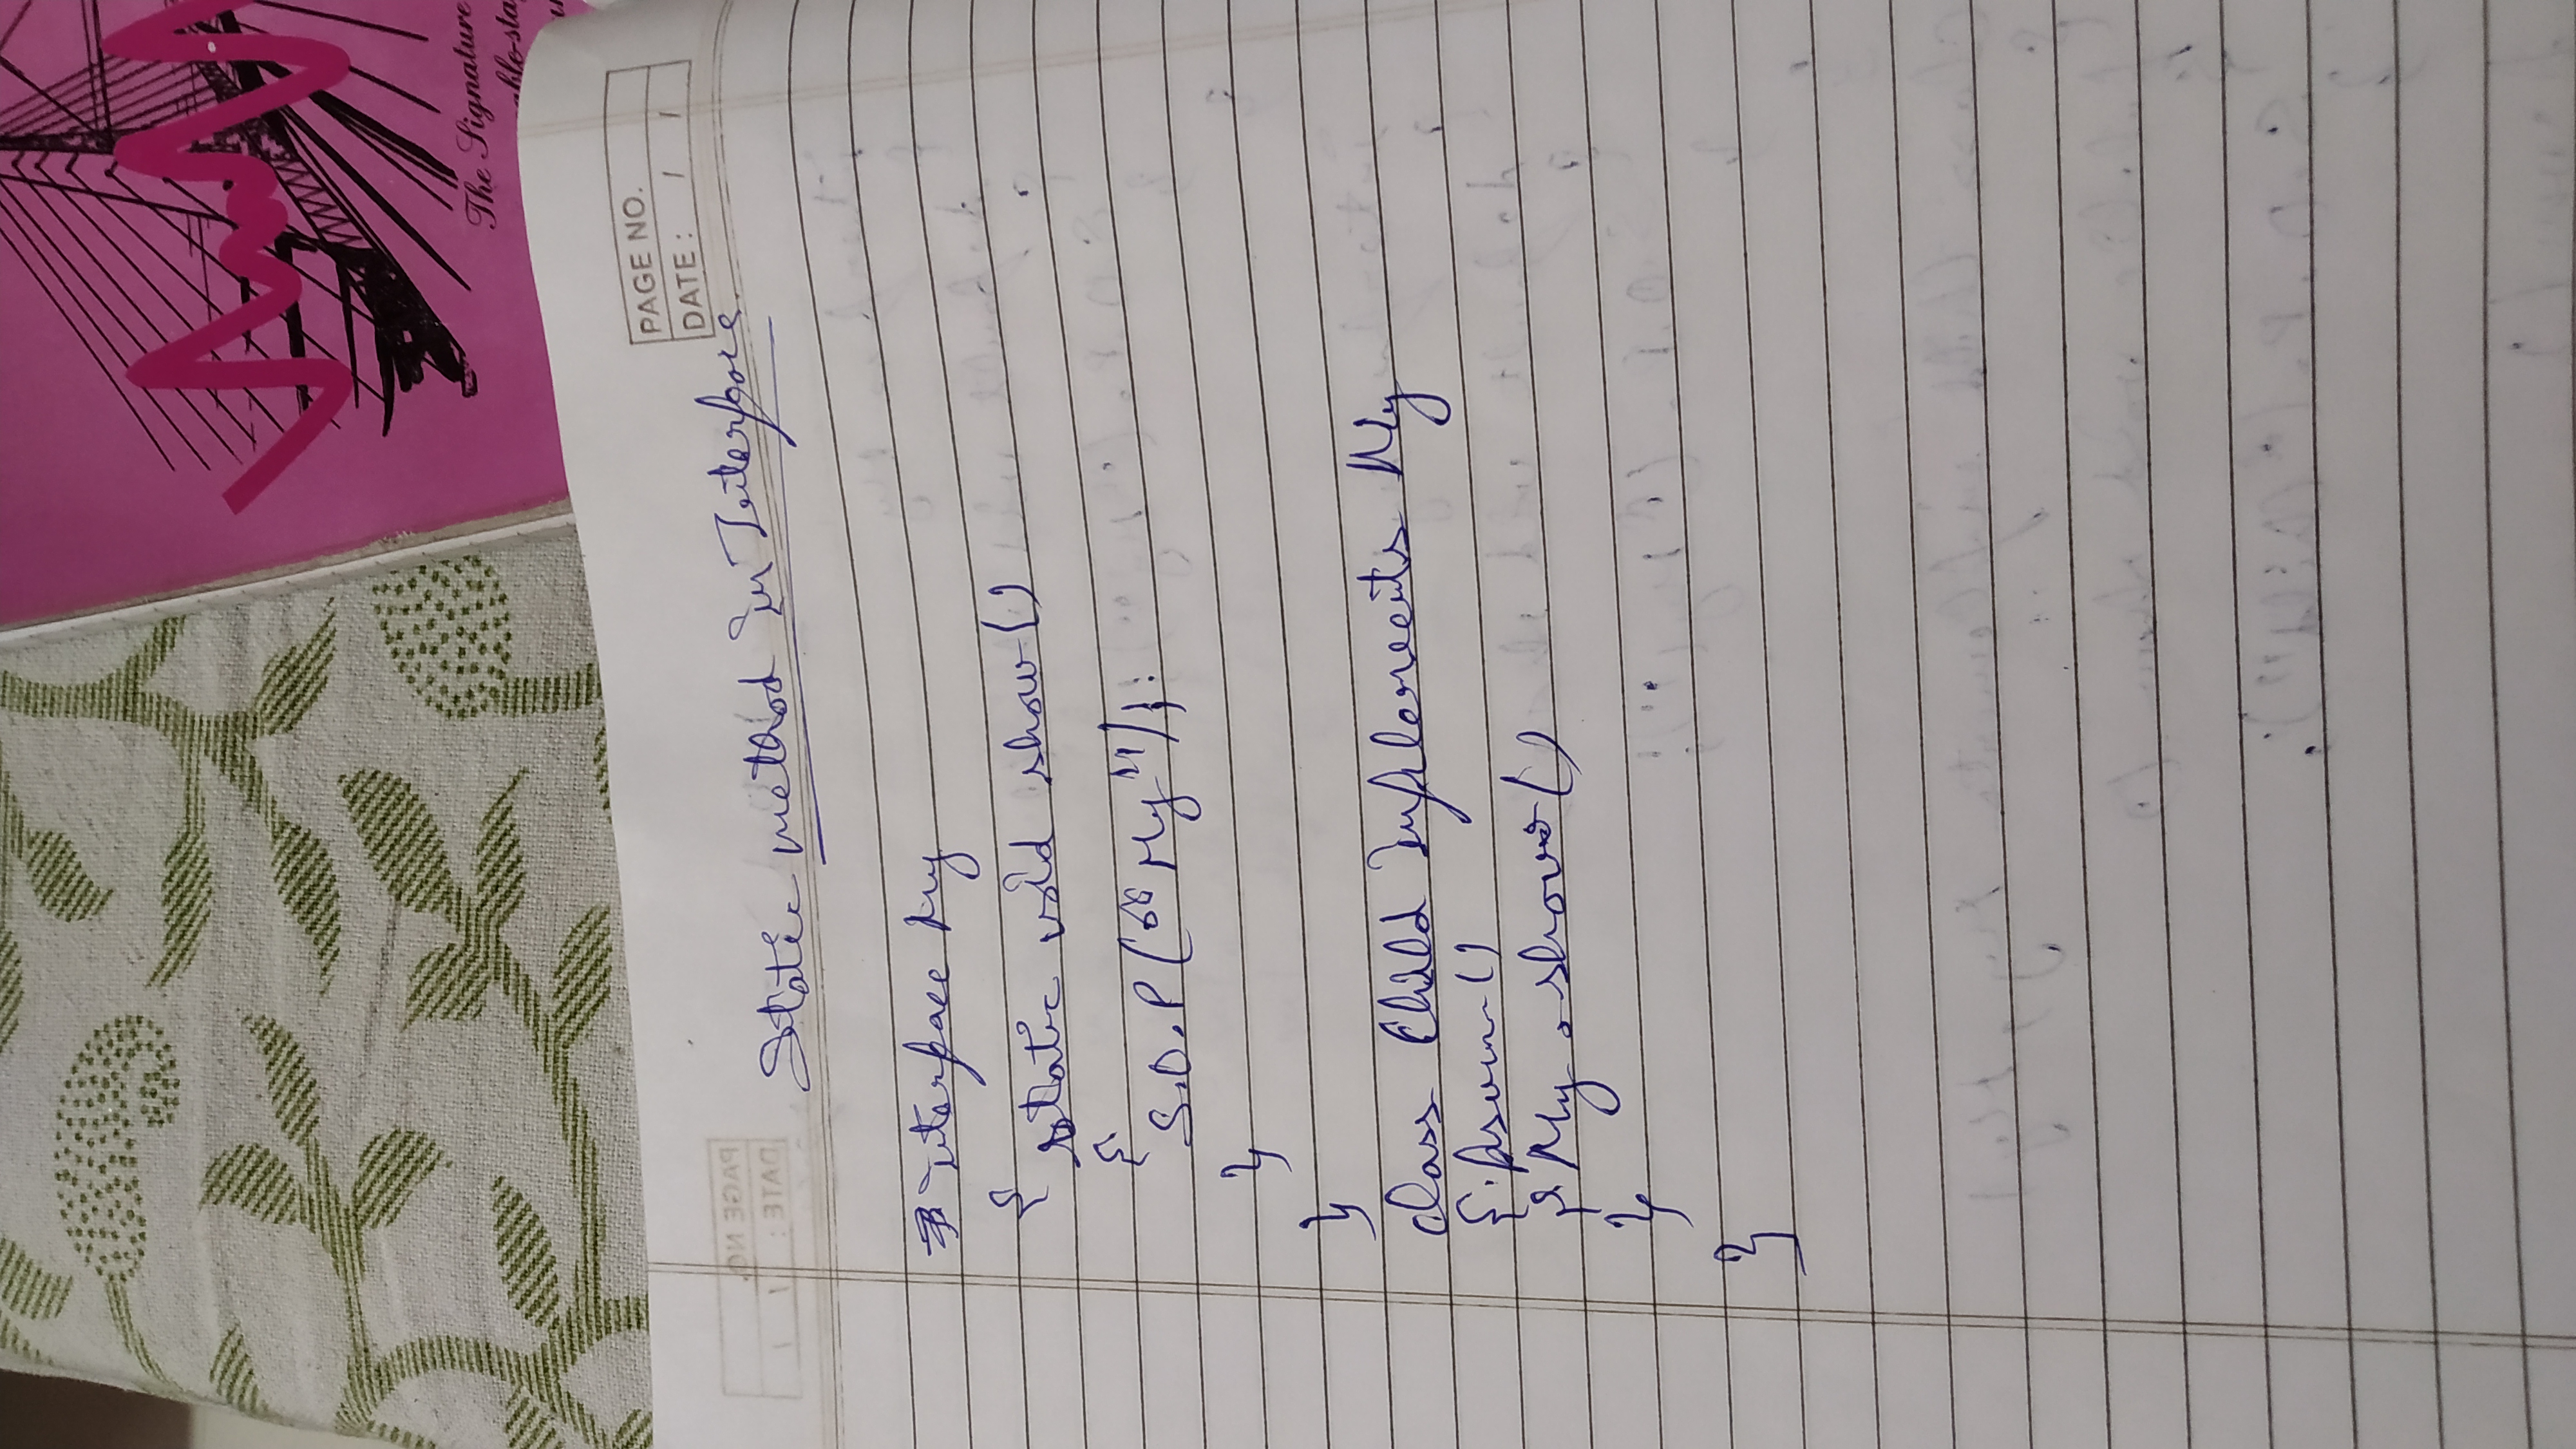 The Signature
able-sta
PAGE NO.
DATE : / /
Static method in Interface
interface My
{
static void show()
{
S.O.P ("My");
}
}
class Child Implements My
{ psvm()
{ My.show()
}
}